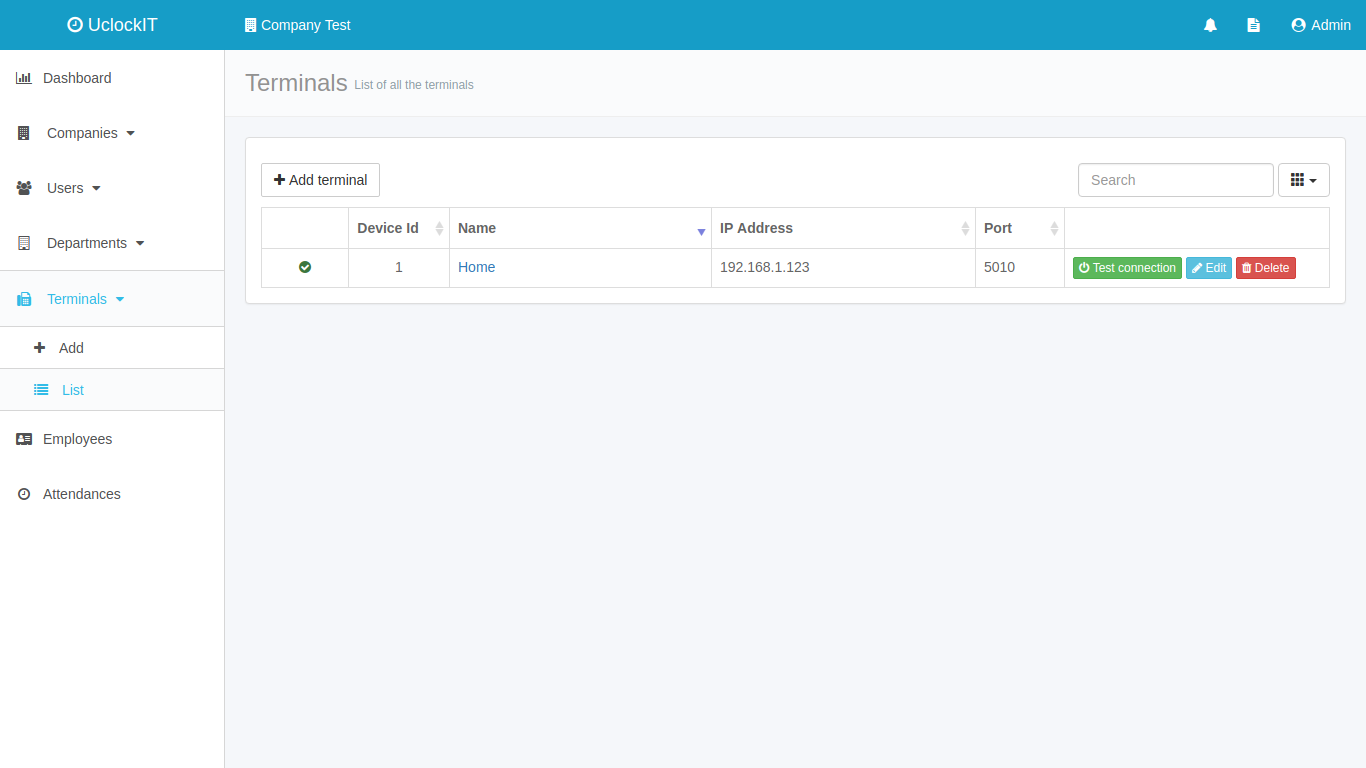 UclockIT Company Test Admin
Dashboard
Companies
Users
Departments
Terminals
Add
List
Employees
Attendances
Terminals List of all the terminals
Add terminal Search
Device Id Name IP Address Port
1 Home 192.168.1.123 5010 Test connection Edit Delete